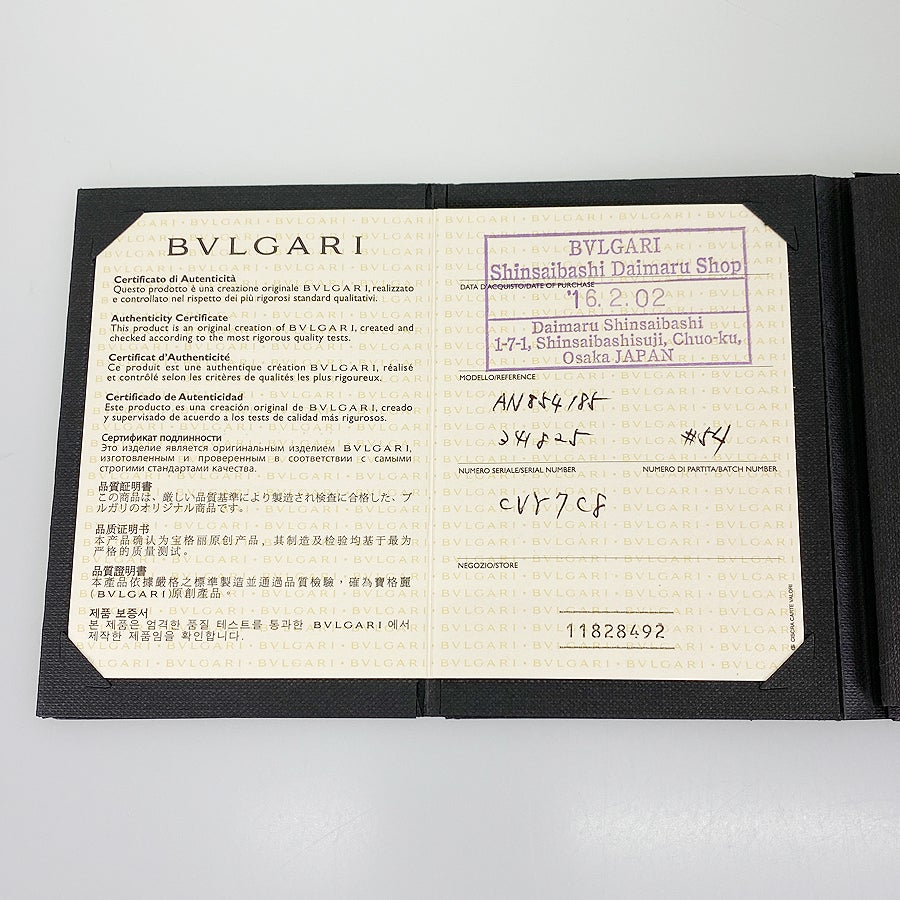 BVLGARI
Certificato di Autenticità
Questo prodotto è una creazione originale BVLGARI, realizzato
e controllato nel rispetto dei più rigorosi standard qualitativi.
Authenticity Certificate
This product is an original creation of BVLGARI, created and
checked according to the most rigorous quality tests.
Certificat d'Authenticité
Ce produit est une authentique création BVLGARI, réalisé
et contrôlé selon les critères de qualités les plus rigoureux.
Certificado de Autenticidad
Este producto es una creación original de BVLGARI, creado
y supervisado de acuerdo a los tests de calidad más rigurosos.
Сертификат подлинности
Это изделие является оригинальным изделием BVLGARI,
изготовленным и проверенным в соответствии с самыми
строгими стандартами качества.
品質証明書
この商品は、厳しい品質基準により製造され検査に合格した、ブ
ルガリのオリジナル商品です。
品质证明书
本产品确认为宝格丽原创产品，其制造及检验均基于最为
严格的质量测试。
品質證明書
本產品依據嚴格之標準製造並通過品質檢驗，確為寶格麗
(BVLGARI)原創產品。
제품 보증서
본 제품은 엄격한 품질 테스트를 통과한 BVLGARI에서
제작한 제품임을 확인합니다.
BVLGARI
Shinsaibashi Daimaru Shop
DATA D'ACQUISTO/DATE OF PURCHASE
'16.2.02
Daimaru Shinsaibashi
1-7-1, Shinsaibashisuji, Chuo-ku,
Osaka JAPAN
MODELLO/REFERENCE
AN854185
341825 #54
NUMERO SERIALE/SERIAL NUMBER NUMERO DI PARTITA/BATCH NUMBER
CVY7C8
NEGOZIO/STORE
11828492
CIBORA CARTE VALORI